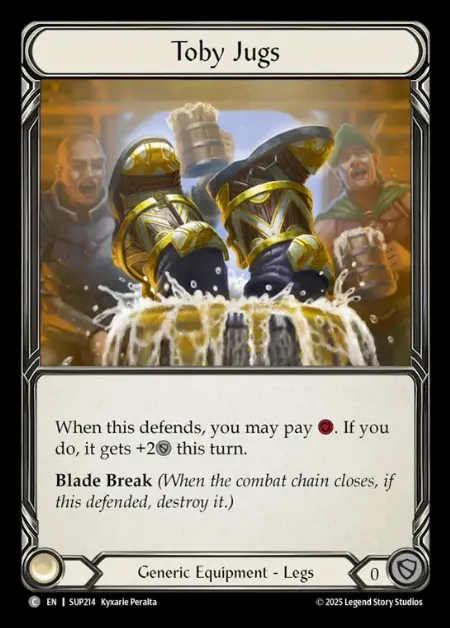 Toby Jugs
When this defends, you may pay . If you
do, it gets +2 this turn.
Blade Break (When the combat chain closes, if
this defended, destroy it.)
Generic Equipment - Legs
0
C EN | SUP214 Kyxarie Peralta
© 2025 Legend Story Studios